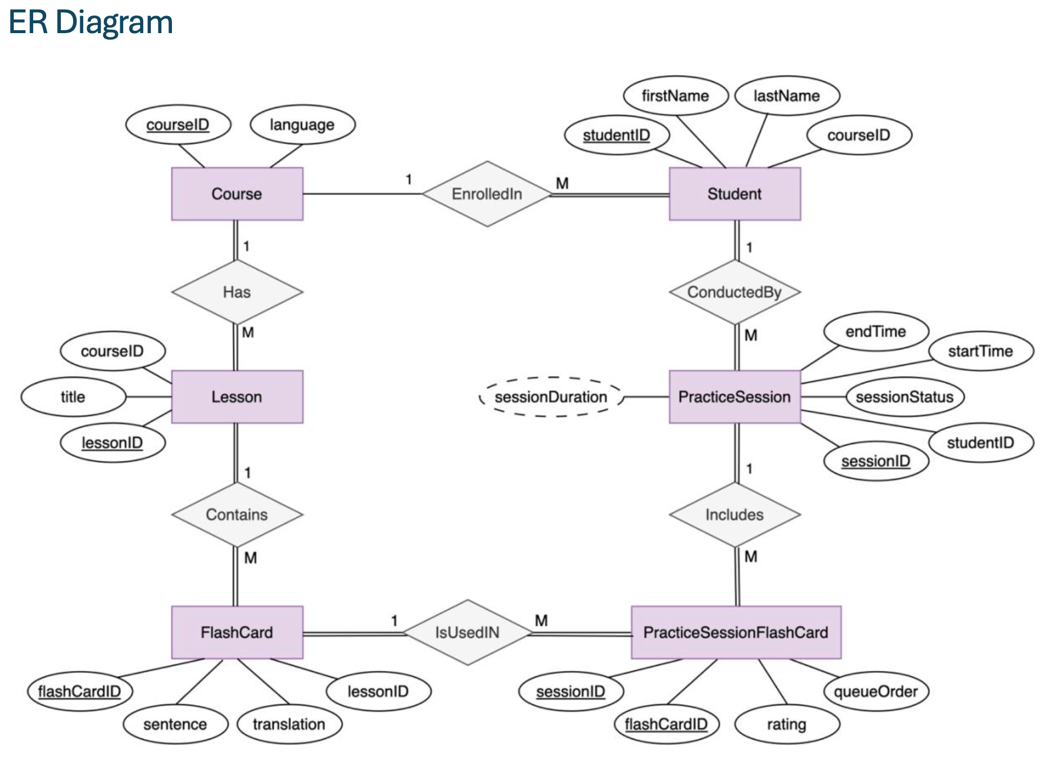 ER Diagram
firstName
lastName
courseID
language
studentID
courseID
Course
1
EnrolledIn
M
Student
1
1
Has
ConductedBy
M
M
endTime
courseID
startTime
title
Lesson
sessionDuration
PracticeSession
sessionStatus
lessonID
studentID
sessionID
1
1
Contains
Includes
M
M
FlashCard
1
IsUsedIN
M
PracticeSessionFlashCard
flashCardID
lessonID
sessionID
queueOrder
sentence
translation
flashCardID
rating